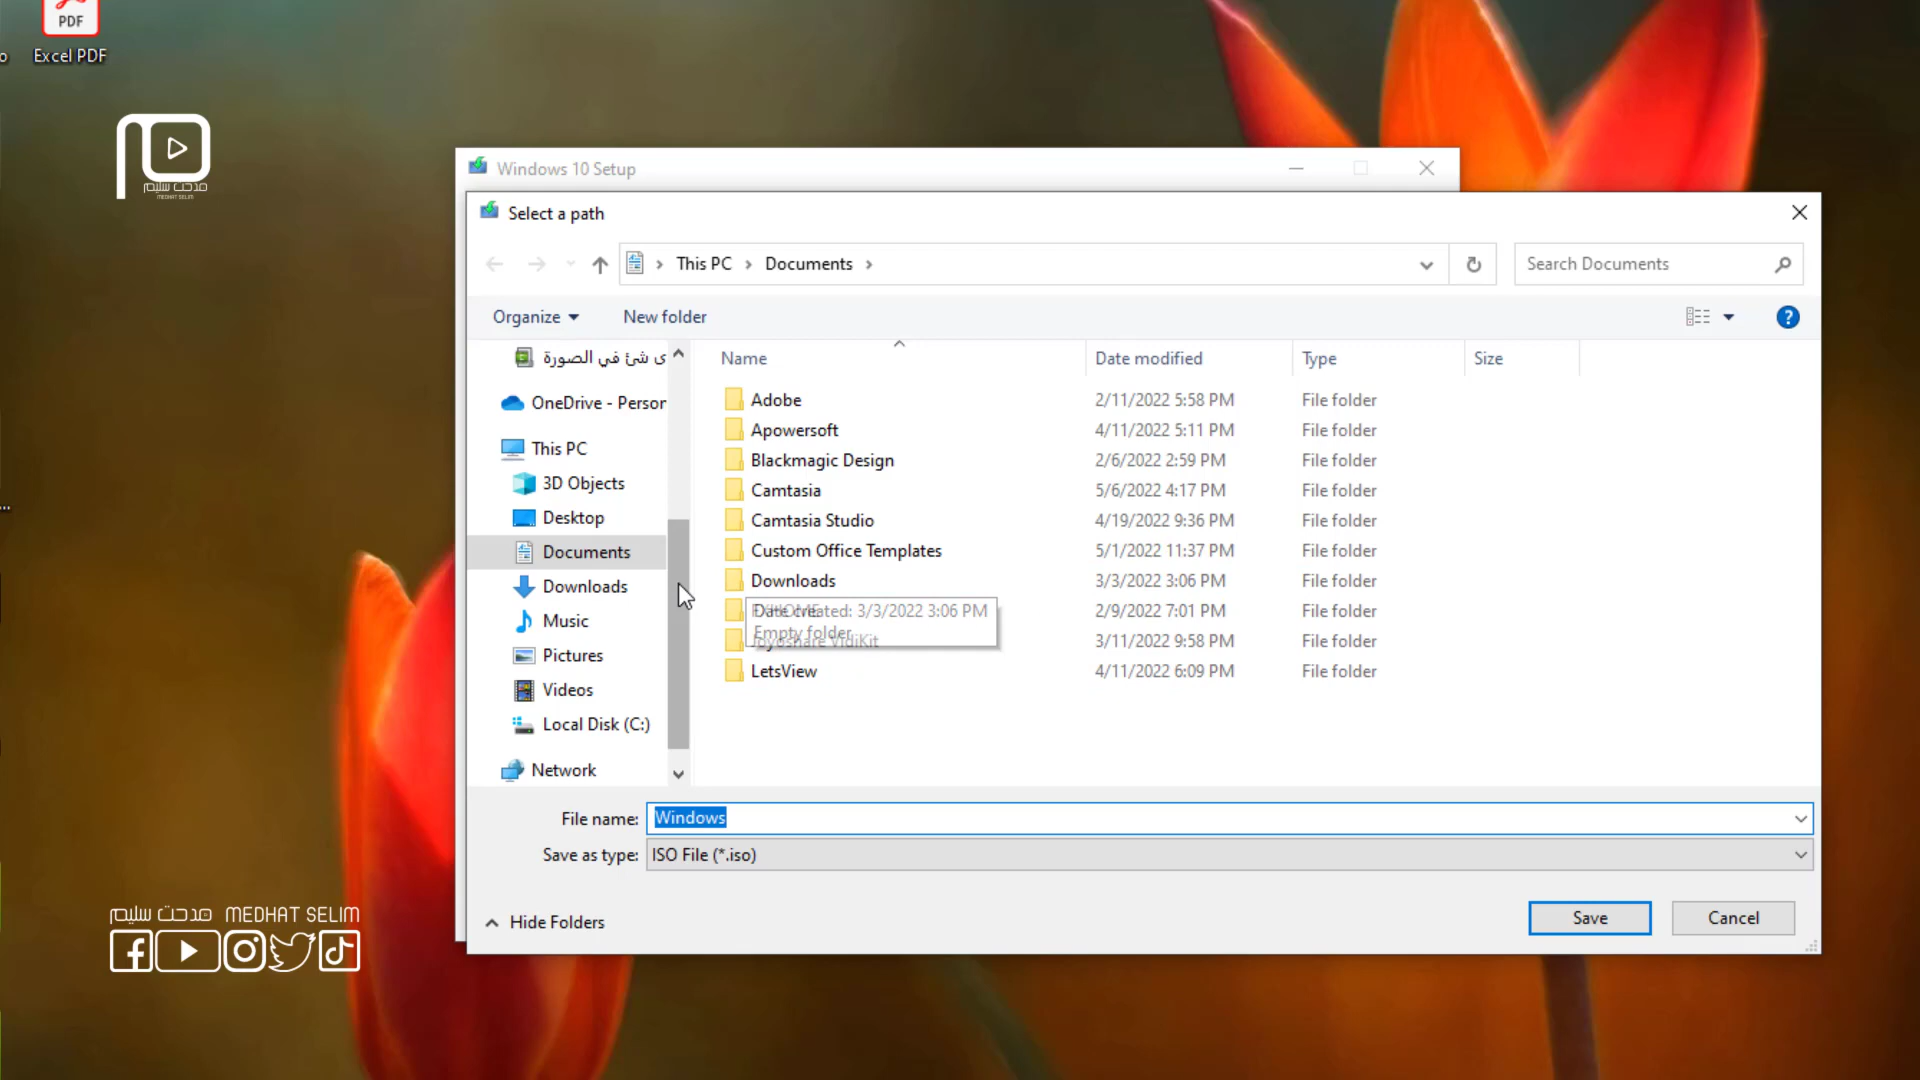 PDF
Excel PDF
مدحت سليم
MEDHAT SELIM
Windows 10 Setup
Select a path
This PC
Documents
Search Documents
Organize
New folder
ى شئ في الصورة
OneDrive - Person
This PC
3D Objects
Desktop
Documents
Downloads
Music
Pictures
Videos
Local Disk (C:)
Network
Name
Date modified
Type
Size
Adobe 2/11/2022 5:58 PM File folder
Apowersoft 4/11/2022 5:11 PM File folder
Blackmagic Design 2/6/2022 2:59 PM File folder
Camtasia 5/6/2022 4:17 PM File folder
Camtasia Studio 4/19/2022 9:36 PM File folder
Custom Office Templates 5/1/2022 11:37 PM File folder
Downloads 3/3/2022 3:06 PM File folder
2/9/2022 7:01 PM File folder
Date created: 3/3/2022 3:06 PM
Empty folder
Joyoshare VidiKit 3/11/2022 9:58 PM File folder
LetsView 4/11/2022 6:09 PM File folder
File name: Windows
Save as type: ISO File (*.iso)
Hide Folders
Save
Cancel
مدحت سليم MEDHAT SELIM